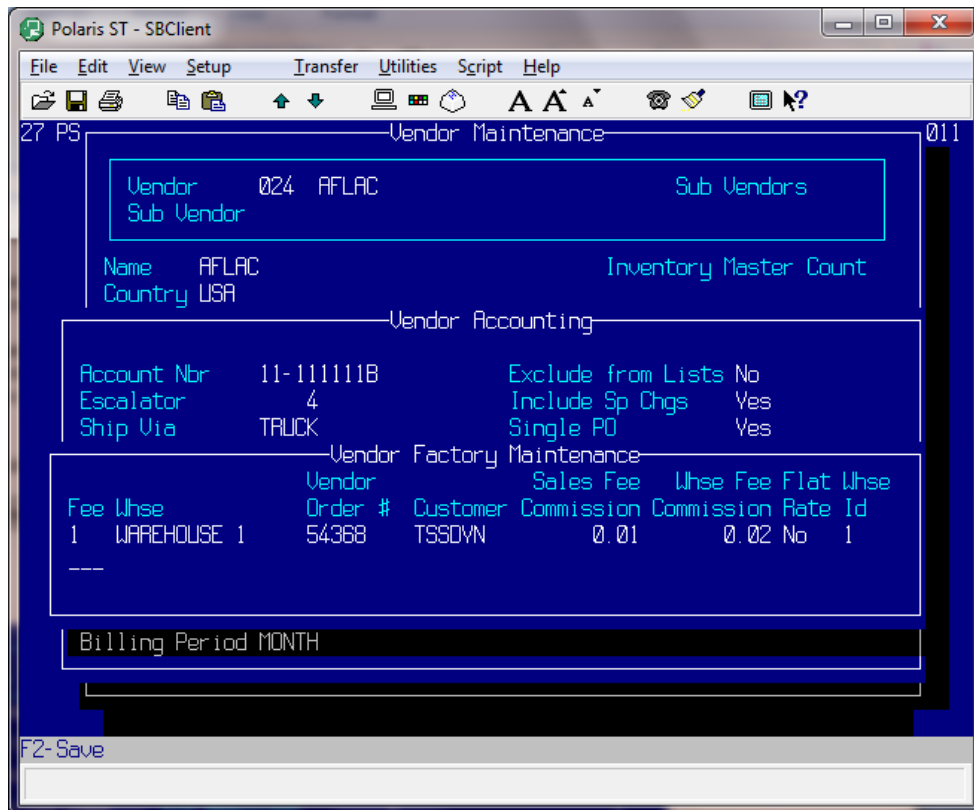 Polaris ST - SBClient
File Edit View Setup Transfer Utilities Script Help
27 PS Vendor Maintenance 011
Vendor 024 AFLAC Sub Vendors
Sub Vendor
Name AFLAC Inventory Master Count
Country USA
Vendor Accounting
Account Nbr 11-111111B Exclude from Lists No
Escalator 4 Include Sp Chgs Yes
Ship Via TRUCK Single PO Yes
Vendor Factory Maintenance
Vendor Sales Fee Whse Fee Flat Whse
Fee Whse Order # Customer Commission Commission Rate Id
1 WAREHOUSE 1 54368 TSSDVN 0.01 0.02 No 1
___
Billing Period MONTH
F2-Save